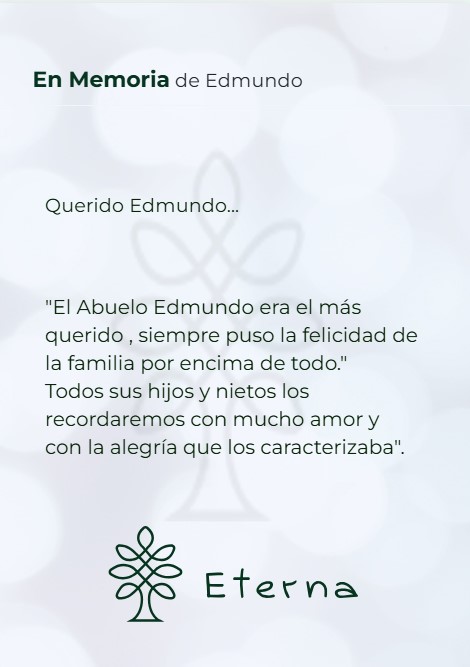 En Memoria de Edmundo
Querido Edmundo...
"El Abuelo Edmundo era el más
querido , siempre puso la felicidad de
la familia por encima de todo."
Todos sus hijos y nietos los
recordaremos con mucho amor y
con la alegría que los caracterizaba".
Eterna